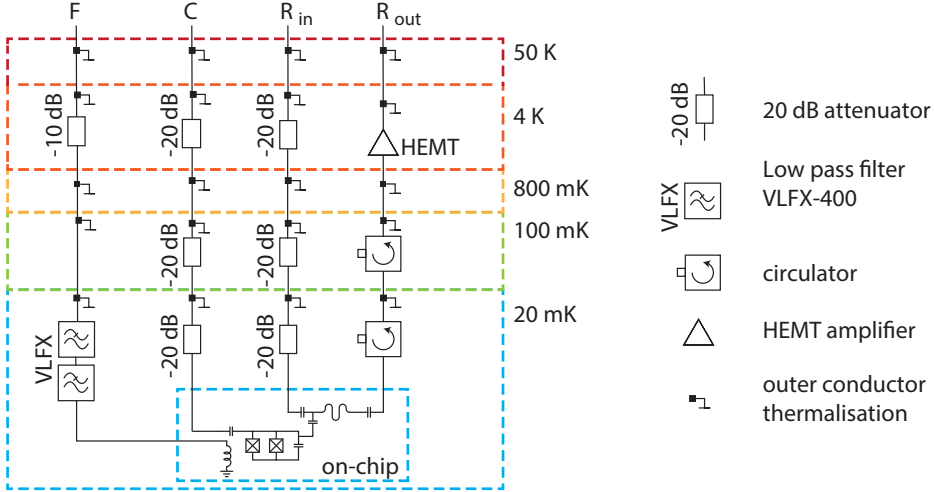 F C R in R out
50 K
-10 dB -20 dB -20 dB 4 K
HEMT
800 mK
100 mK
-20 dB -20 dB
20 mK
VLFX -20 dB -20 dB
on-chip
-20 dB 20 dB attenuator
VLFX Low pass filter
VLFX-400
circulator
HEMT amplifier
outer conductor
thermalisation